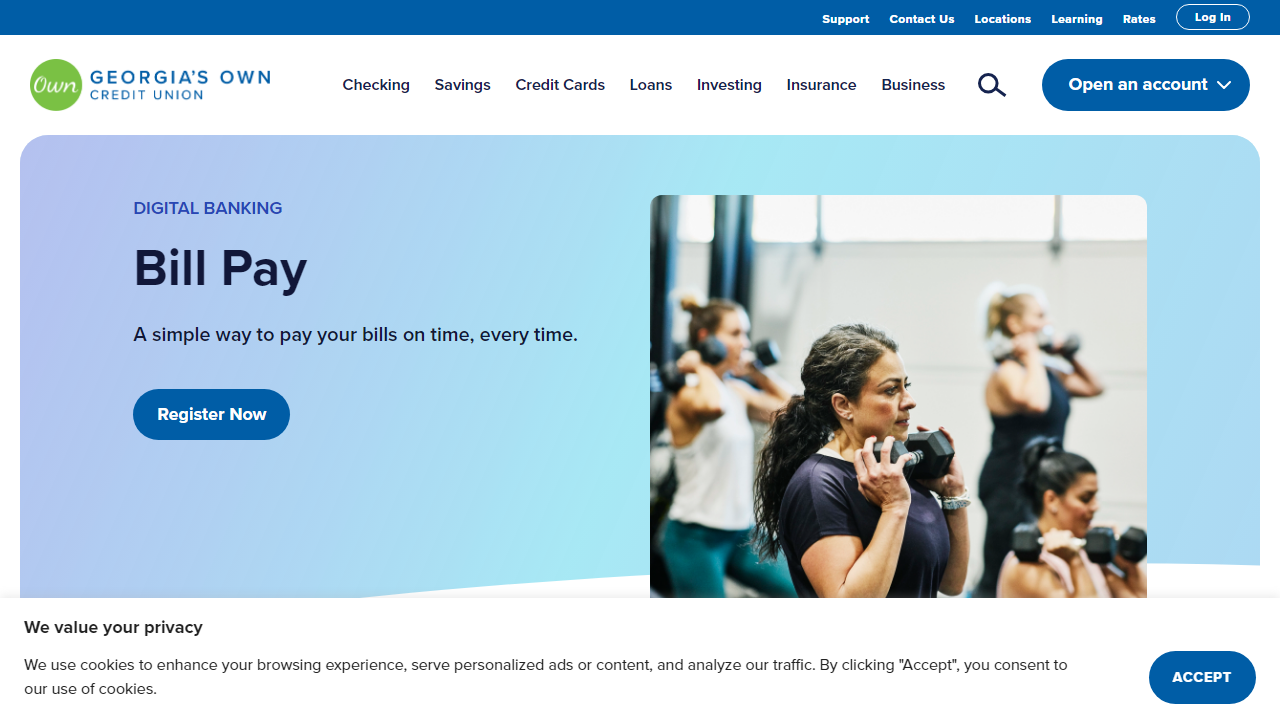 Support Contact Us Locations Learning Rates Log In
Own GEORGIA'S OWN
CREDIT UNION
Checking Savings Credit Cards Loans Investing Insurance Business Open an account
DIGITAL BANKING
Bill Pay
A simple way to pay your bills on time, every time.
Register Now
We value your privacy
We use cookies to enhance your browsing experience, serve personalized ads or content, and analyze our traffic. By clicking "Accept", you consent to
our use of cookies.
ACCEPT